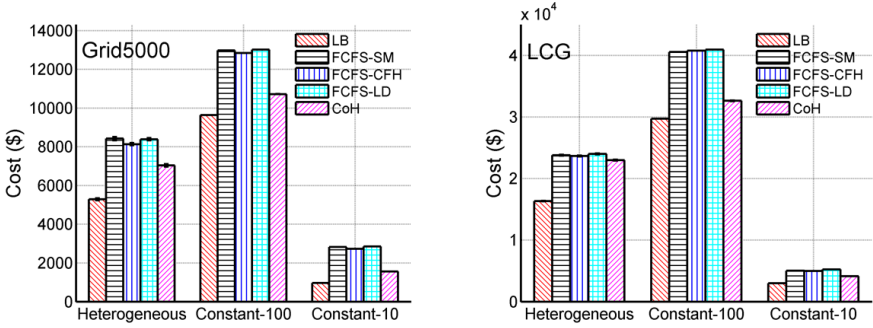 Grid5000
Cost ($)
14000
12000
10000
8000
6000
4000
2000
0
LB
FCFS-SM
FCFS-CFH
FCFS-LD
CoH
Heterogeneous Constant-100 Constant-10
x 10⁴
LCG
Cost ($)
4
3
2
1
0
LB
FCFS-SM
FCFS-CFH
FCFS-LD
CoH
Heterogeneous Constant-100 Constant-10